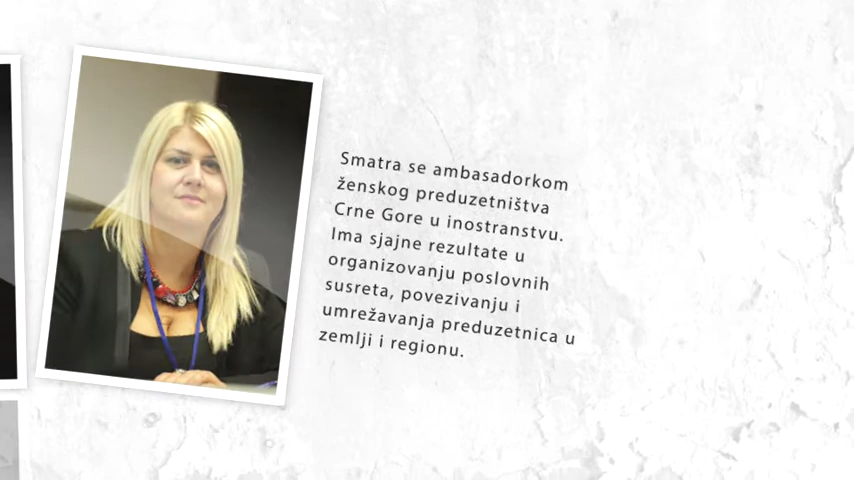 Smatra se ambasadorkom
ženskog preduzetništva
Crne Gore u inostranstvu.
Ima sjajne rezultate u
organizovanju poslovnih
susreta, povezivanju i
umrežavanja preduzetnica u
zemlji i regionu.